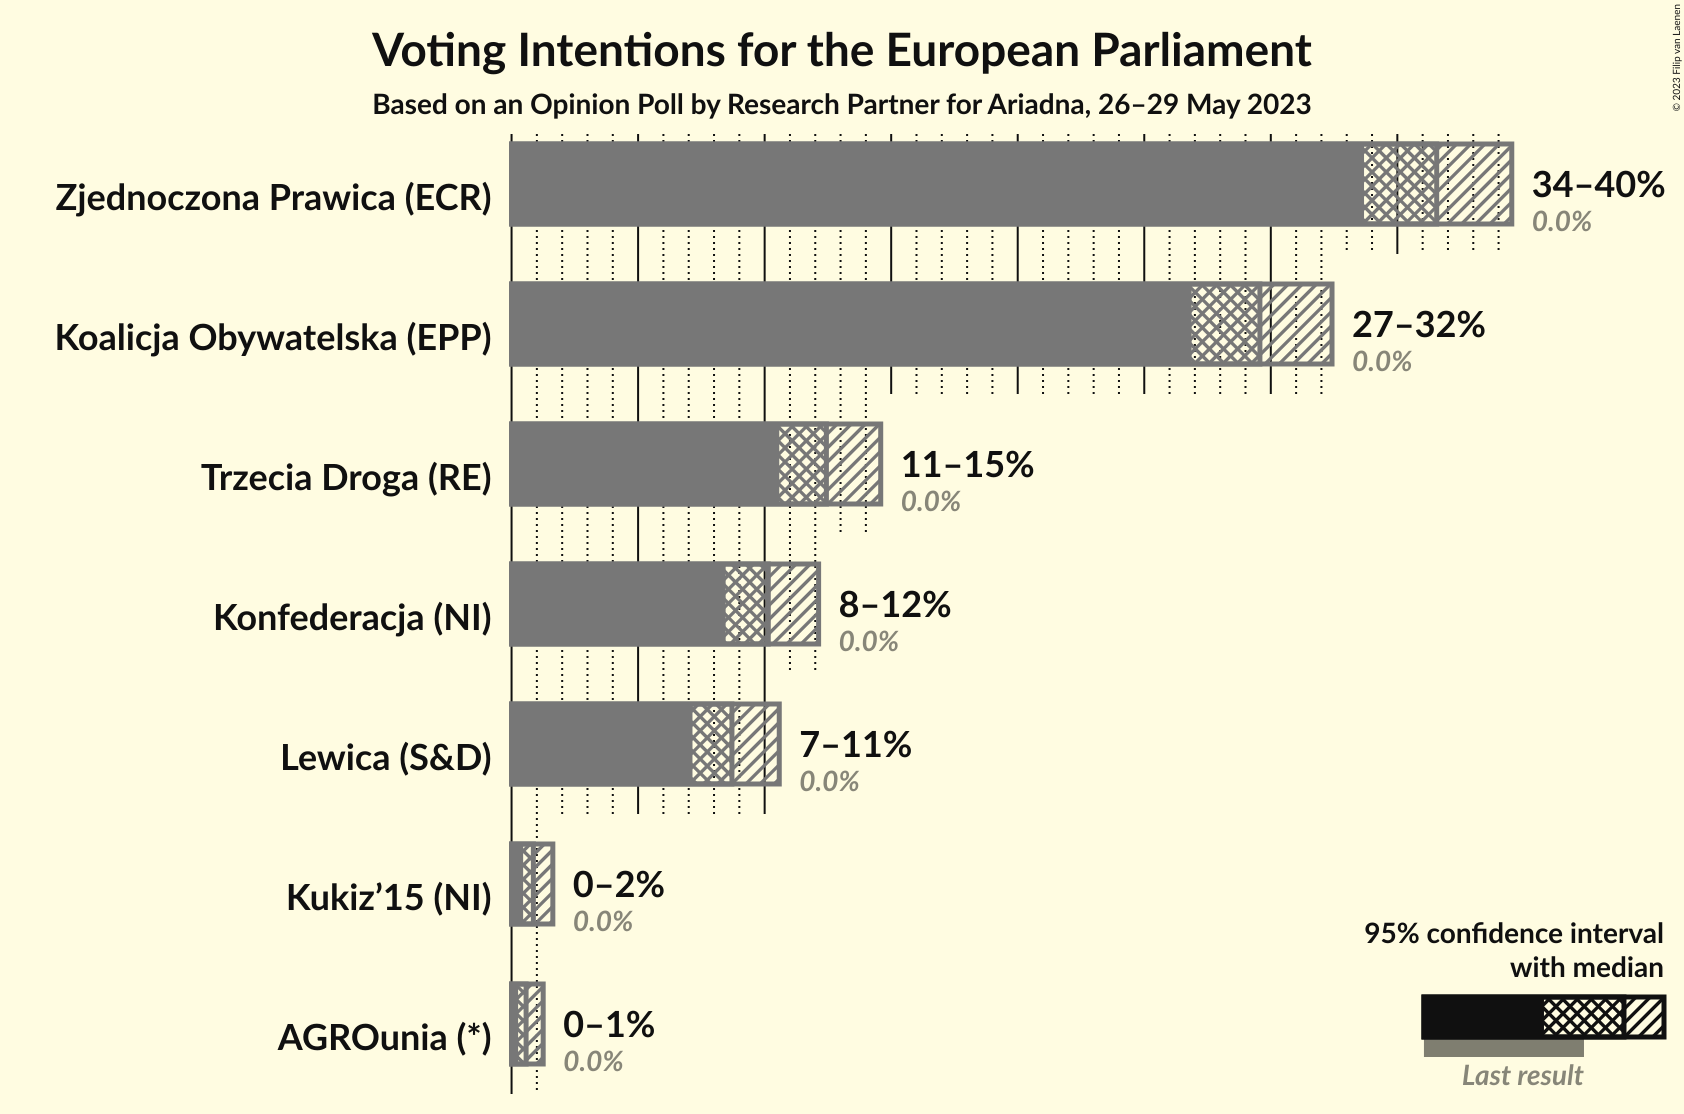 Voting Intentions for the European Parliament
Based on an Opinion Poll by Research Partner for Ariadna, 26–29 May 2023
© 2023 Filip van Laenen
Zjednoczona Prawica (ECR)
34–40%
0.0%
Koalicja Obywatelska (EPP)
27–32%
0.0%
Trzecia Droga (RE)
11–15%
0.0%
Konfederacja (NI)
8–12%
0.0%
Lewica (S&D)
7–11%
0.0%
Kukiz’15 (NI)
0–2%
0.0%
AGROunia (*)
0–1%
0.0%
95% confidence interval
with median
Last result